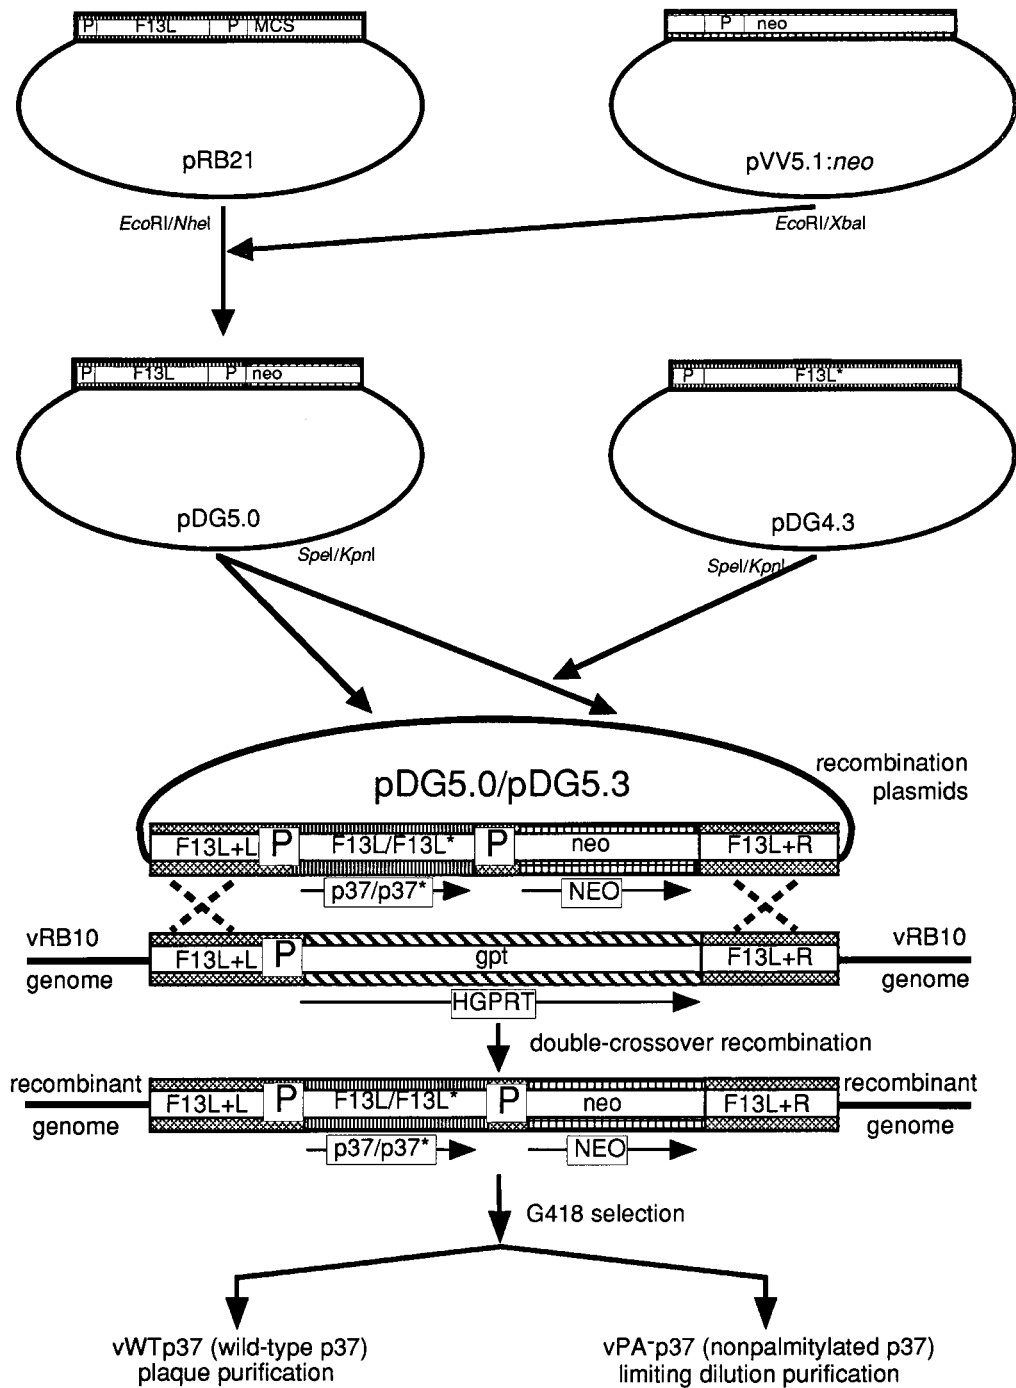 P F13L P MCS
P neo
pRB21
pVV5.1:neo
EcoRI/NheI
EcoRI/XbaI
P F13L P neo
P F13L*
pDG5.0
pDG4.3
SpeI/KpnI
SpeI/KpnI
recombination
plasmids
pDG5.0/pDG5.3
F13L+L P F13L/F13L* P neo F13L+R
p37/p37* NEO
vRB10
genome
F13L+L P gpt F13L+R
vRB10
genome
HGPRT
double-crossover recombination
recombinant
genome
F13L+L P F13L/F13L* P neo F13L+R
recombinant
genome
p37/p37* NEO
G418 selection
vWTp37 (wild-type p37)
plaque purification
vPA⁻p37 (nonpalmitylated p37)
limiting dilution purification